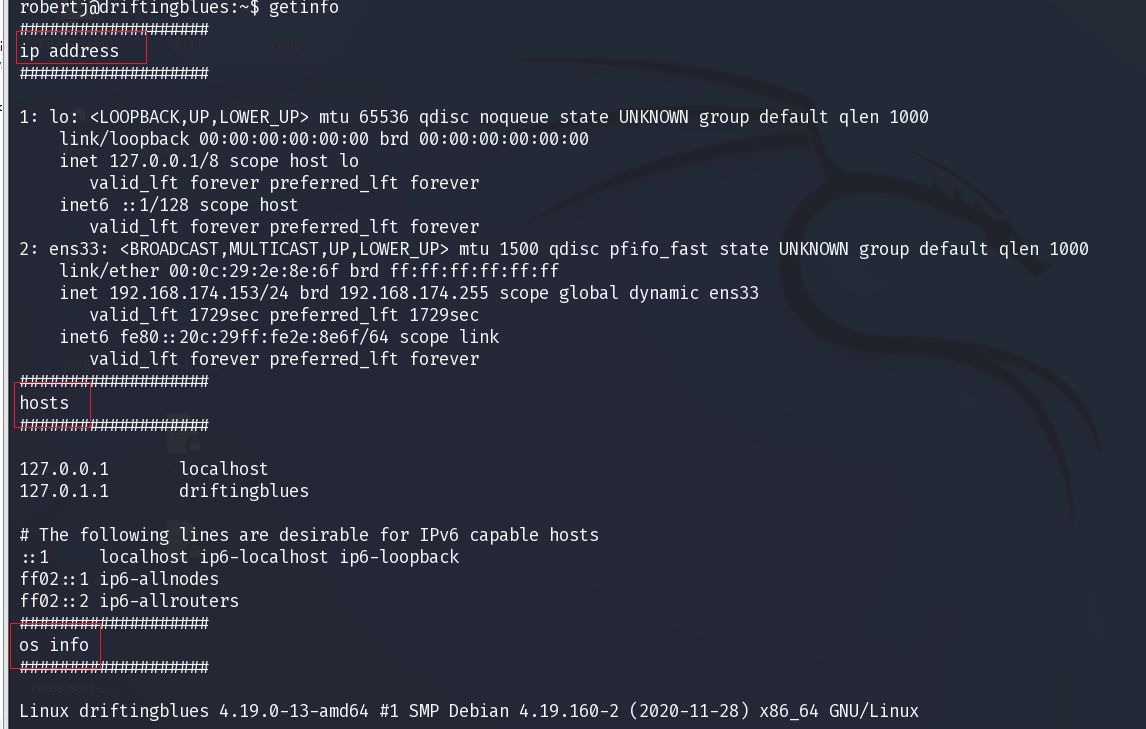 robertj@driftingblues:~$ getinfo
###################
ip address
###################
1: lo: <LOOPBACK,UP,LOWER_UP> mtu 65536 qdisc noqueue state UNKNOWN group default qlen 1000
link/loopback 00:00:00:00:00:00 brd 00:00:00:00:00:00
inet 127.0.0.1/8 scope host lo
valid_lft forever preferred_lft forever
inet6 ::1/128 scope host
valid_lft forever preferred_lft forever
2: ens33: <BROADCAST,MULTICAST,UP,LOWER_UP> mtu 1500 qdisc pfifo_fast state UNKNOWN group default qlen 1000
link/ether 00:0c:29:2e:8e:6f brd ff:ff:ff:ff:ff:ff
inet 192.168.174.153/24 brd 192.168.174.255 scope global dynamic ens33
valid_lft 1729sec preferred_lft 1729sec
inet6 fe80::20c:29ff:fe2e:8e6f/64 scope link
valid_lft forever preferred_lft forever
###################
hosts
###################
127.0.0.1 localhost
127.0.1.1 driftingblues
# The following lines are desirable for IPv6 capable hosts
::1 localhost ip6-localhost ip6-loopback
ff02::1 ip6-allnodes
ff02::2 ip6-allrouters
###################
os info
###################
redis-ssrf-...
Linux driftingblues 4.19.0-13-amd64 #1 SMP Debian 4.19.160-2 (2020-11-28) x86_64 GNU/Linux